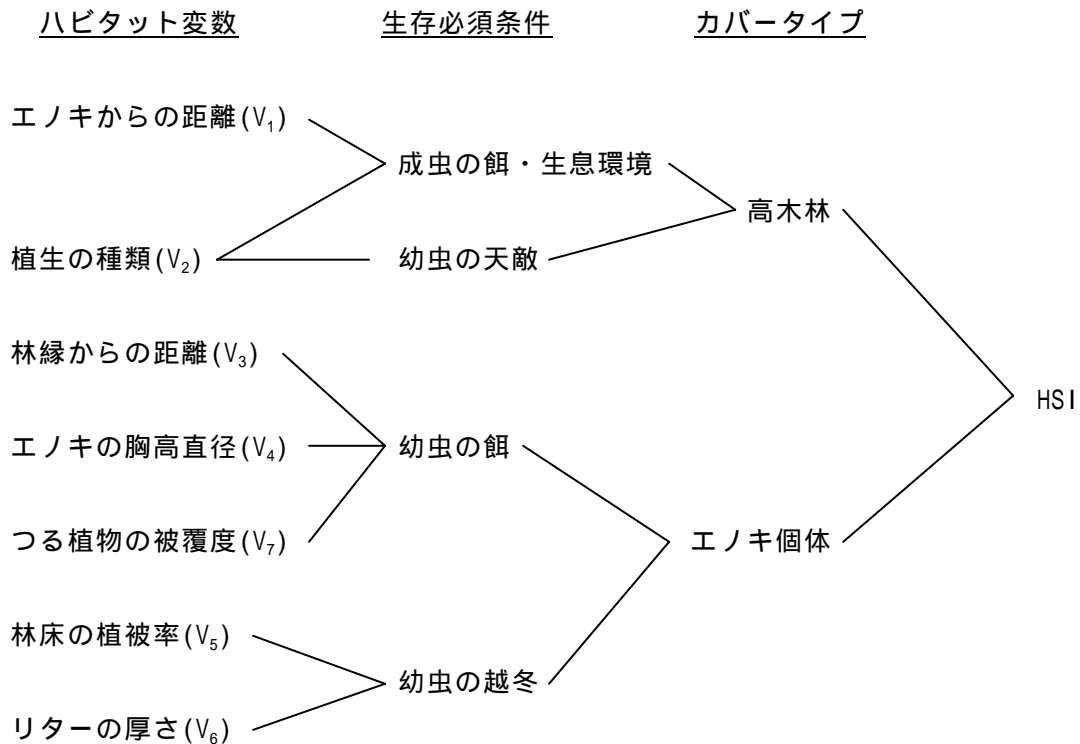 ハビタット変数 生存必須条件 カバータイプ
エノキからの距離(V₁)
成虫の餌・生息環境
高木林
植生の種類(V₂) 幼虫の天敵
林縁からの距離(V₃)
HSI
エノキの胸高直径(V₄) 幼虫の餌
つる植物の被覆度(V₇) エノキ個体
林床の植被率(V₅)
幼虫の越冬
リターの厚さ(V₆)